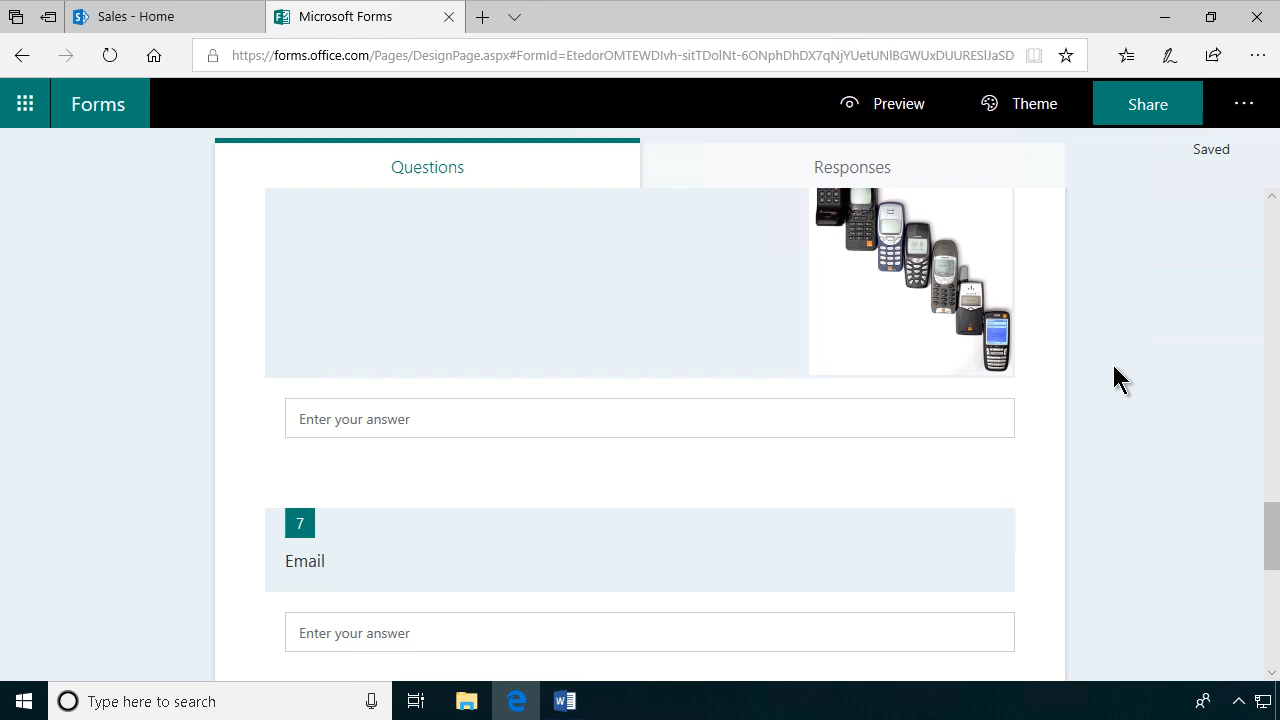 Sales - Home
Microsoft Forms
https://forms.office.com/Pages/DesignPage.aspx#FormId=EtedorOMTEWDIvh-sitTDolNt-6ONphDhDX7qNjYUetUNlBGWUxDUURESlJaSD
Forms
Preview
Theme
Share
Saved
Questions
Responses
Enter your answer
7
Email
Enter your answer
Type here to search